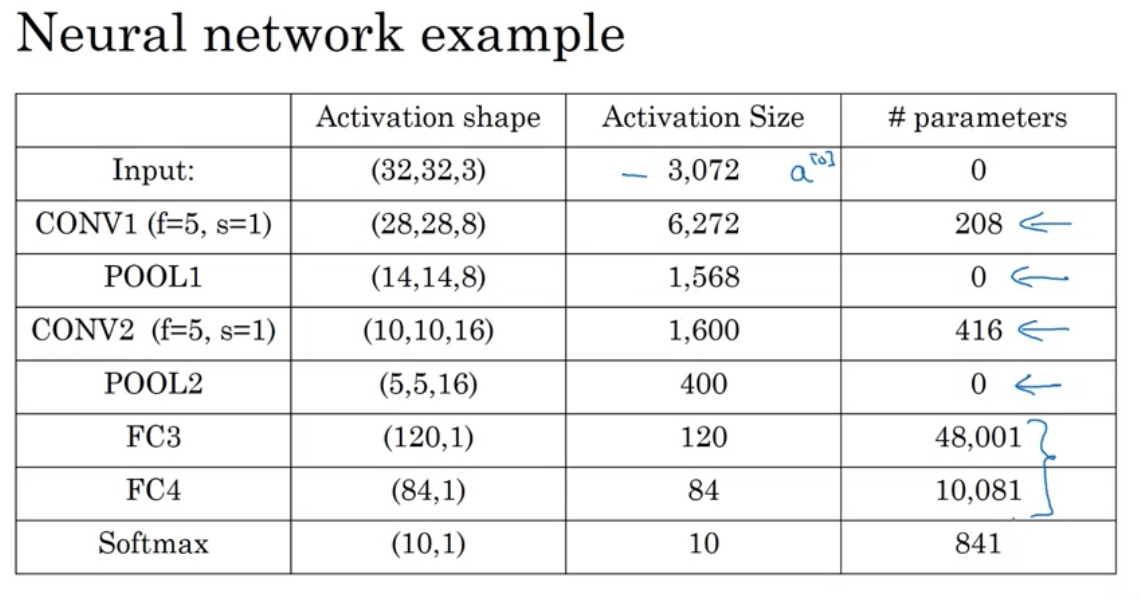 Neural network example
Activation shape Activation Size # parameters
Input: (32,32,3) – 3,072 a[0] 0
CONV1 (f=5, s=1) (28,28,8) 6,272 208 ←
POOL1 (14,14,8) 1,568 0 ←
CONV2 (f=5, s=1) (10,10,16) 1,600 416 ←
POOL2 (5,5,16) 400 0 ←
FC3 (120,1) 120 48,001
FC4 (84,1) 84 10,081
Softmax (10,1) 10 841